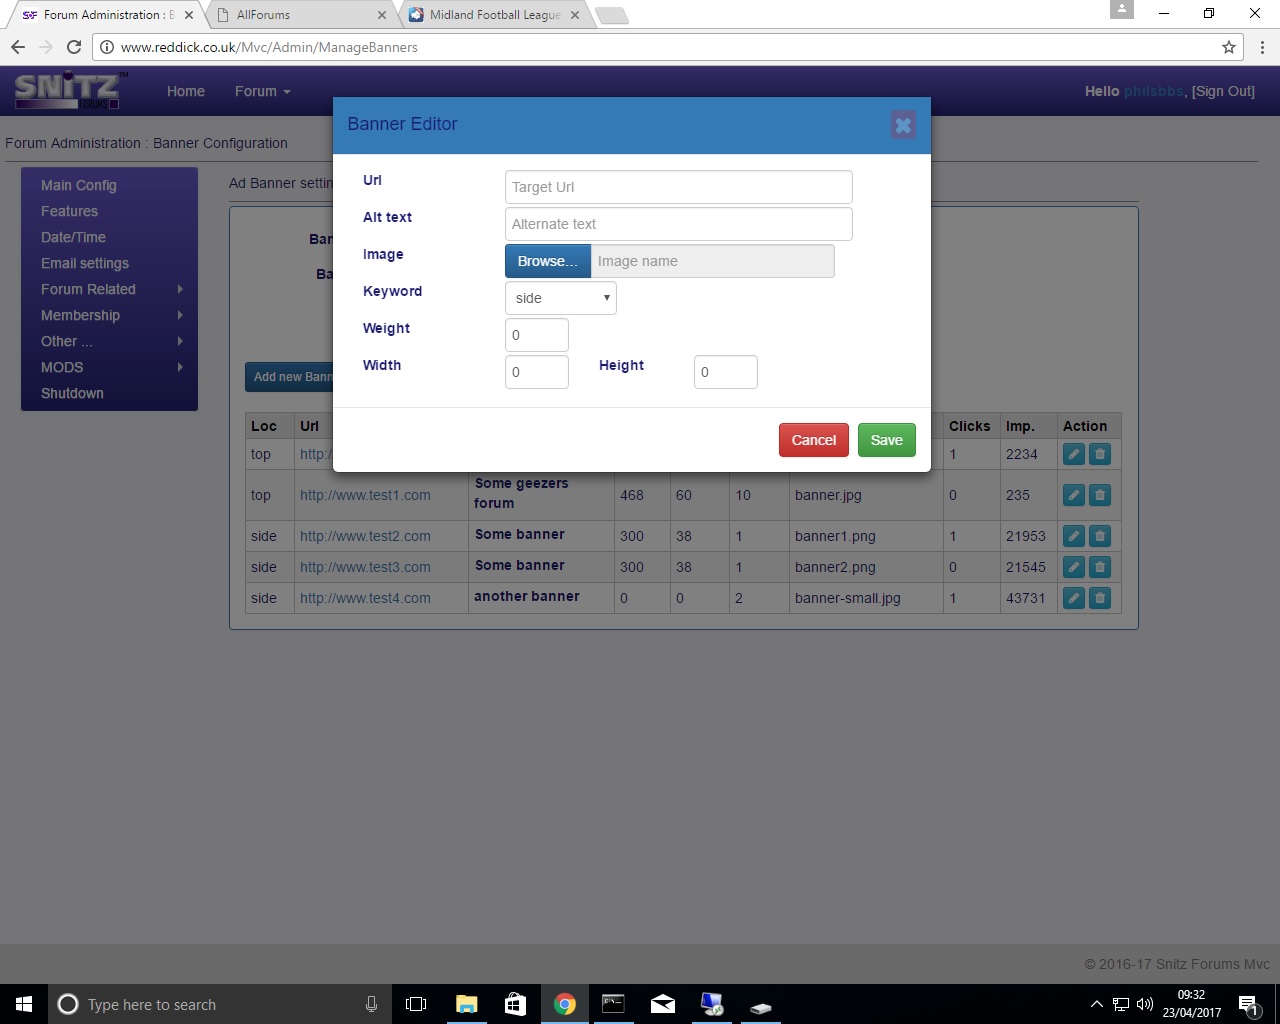 Forum Administration : B
AllForums
Midland Football League
www.reddick.co.uk/Mvc/Admin/ManageBanners
SNiTZ™
FORUMS
Home
Forum
Hello philsbbs, [Sign Out]
Forum Administration : Banner Configuration
Main Config
Features
Date/Time
Email settings
Forum Related
Membership
Other ...
MODS
Shutdown
Ad Banner settin
Ban
Ba
Add new Bann
Banner Editor
Url
Target Url
Alt text
Alternate text
Image
Browse...
Image name
Keyword
side
Weight
0
Width
0
Height
0
Cancel
Save
Loc Url Clicks Imp. Action
top http:/ 1 2234
top http://www.test1.com Some geezers forum 468 60 10 banner.jpg 0 235
side http://www.test2.com Some banner 300 38 1 banner1.png 1 21953
side http://www.test3.com Some banner 300 38 1 banner2.png 0 21545
side http://www.test4.com another banner 0 0 2 banner-small.jpg 1 43731
© 2016-17 Snitz Forums Mvc
Type here to search
09:32
23/04/2017
1